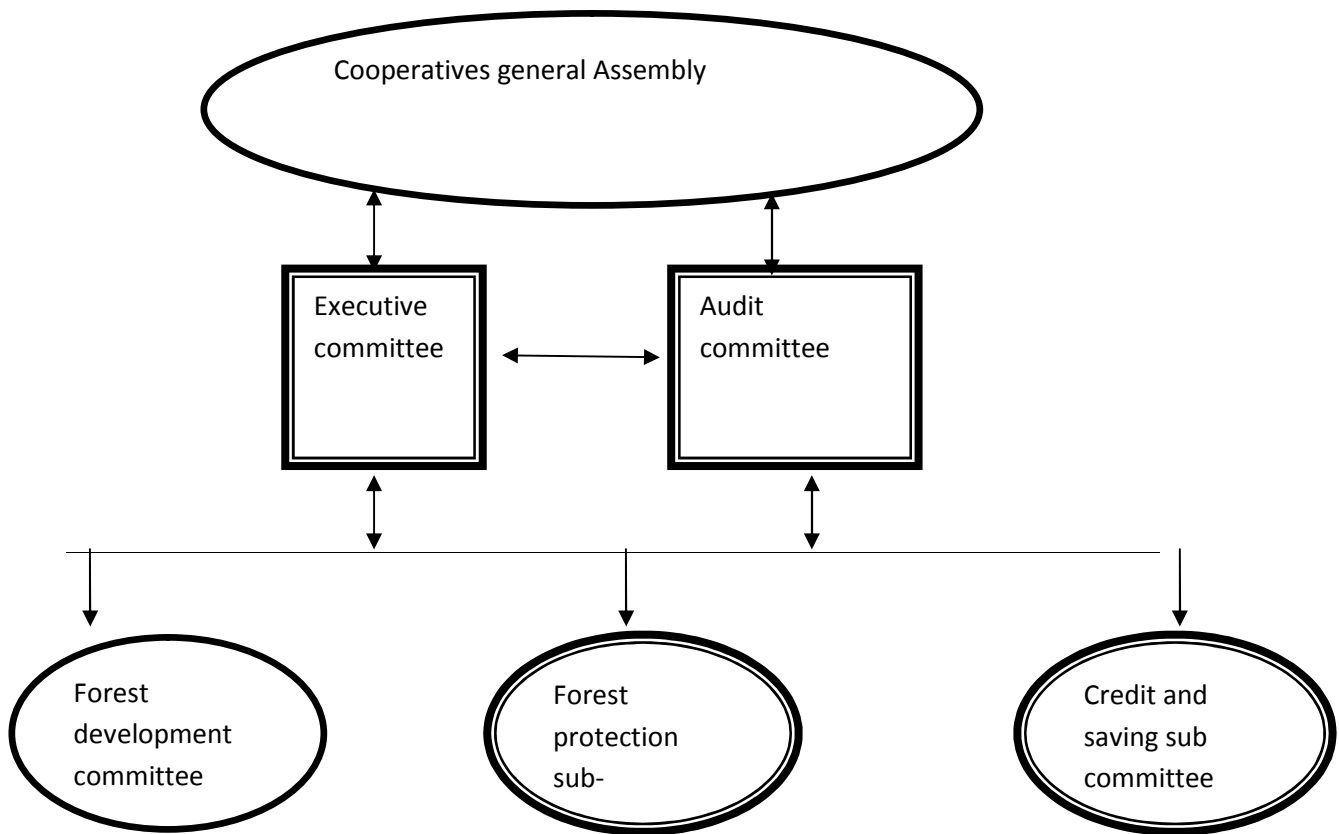 Cooperatives general Assembly
Executive
committee
Audit
committee
Forest
development
committee
Forest
protection
sub-
Credit and
saving sub
committee